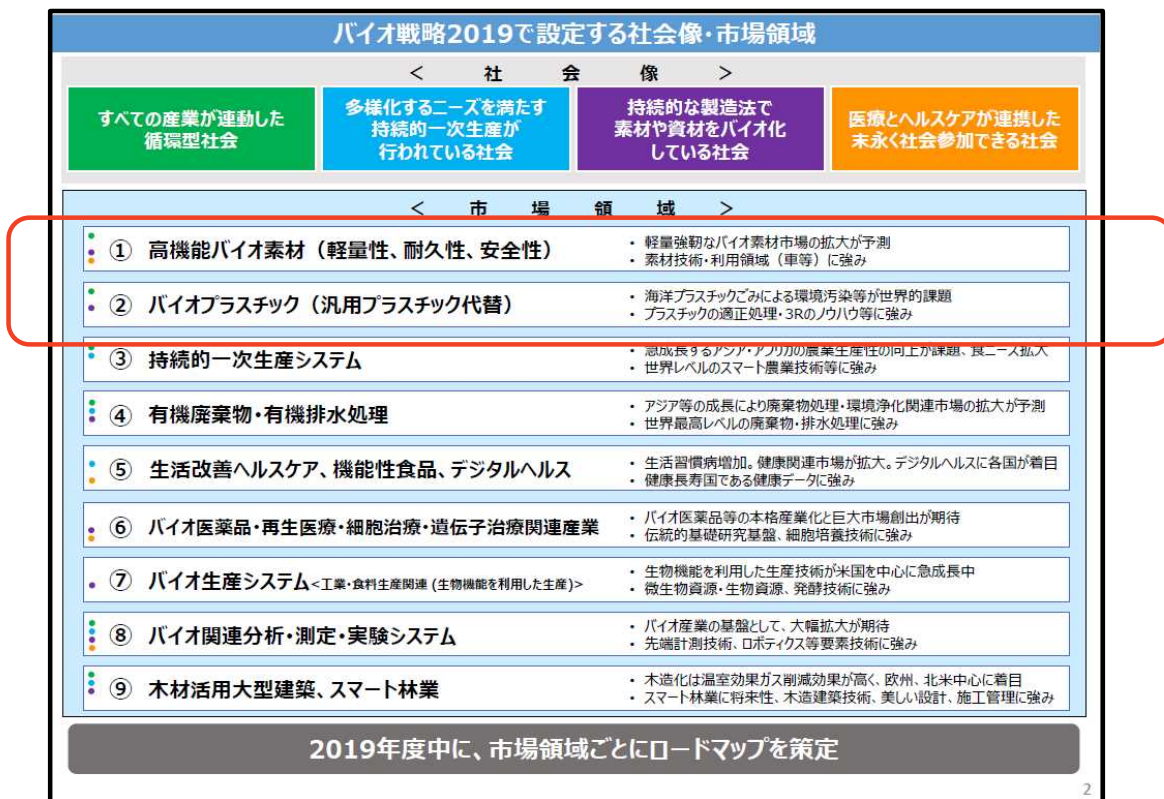 バイオ戦略2019で設定する社会像・市場領域
＜ 社 会 像 ＞
すべての産業が連動した
循環型社会
多様化するニーズを満たす
持続的一次生産が
行われている社会
持続的な製造法で
素材や資材をバイオ化
している社会
医療とヘルスケアが連携した
末永く社会参加できる社会
＜ 市 場 領 域 ＞
① 高機能バイオ素材（軽量性、耐久性、安全性）
・ 軽量強靭なバイオ素材市場の拡大が予測
・ 素材技術・利用領域（車等）に強み
② バイオプラスチック（汎用プラスチック代替）
・ 海洋プラスチックごみによる環境汚染等が世界的課題
・ プラスチックの適正処理・3Rのノウハウ等に強み
③ 持続的一次生産システム
・ 急成長するアジア・アフリカの農業生産性の向上が課題、食ニーズ拡大
・ 世界レベルのスマート農業技術等に強み
④ 有機廃棄物・有機排水処理
・ アジア等の成長により廃棄物処理・環境浄化関連市場の拡大が予測
・ 世界最高レベルの廃棄物・排水処理に強み
⑤ 生活改善ヘルスケア、機能性食品、デジタルヘルス
・ 生活習慣病増加。健康関連市場が拡大。デジタルヘルスに各国が着目
・ 健康長寿国である健康データに強み
⑥ バイオ医薬品・再生医療・細胞治療・遺伝子治療関連産業
・ バイオ医薬品等の本格産業化と巨大市場創出が期待
・ 伝統的基礎研究基盤、細胞培養技術に強み
⑦ バイオ生産システム<工業・食料生産関連 (生物機能を利用した生産)>
・ 生物機能を利用した生産技術が米国を中心に急成長中
・ 微生物資源・生物資源、発酵技術に強み
⑧ バイオ関連分析・測定・実験システム
・ バイオ産業の基盤として、大幅拡大が期待
・ 先端計測技術、ロボティクス等要素技術に強み
⑨ 木材活用大型建築、スマート林業
・ 木造化は温室効果ガス削減効果が高く、欧州、北米中心に着目
・ スマート林業に将来性、木造建築技術、美しい設計、施工管理に強み
2019年度中に、市場領域ごとにロードマップを策定
2